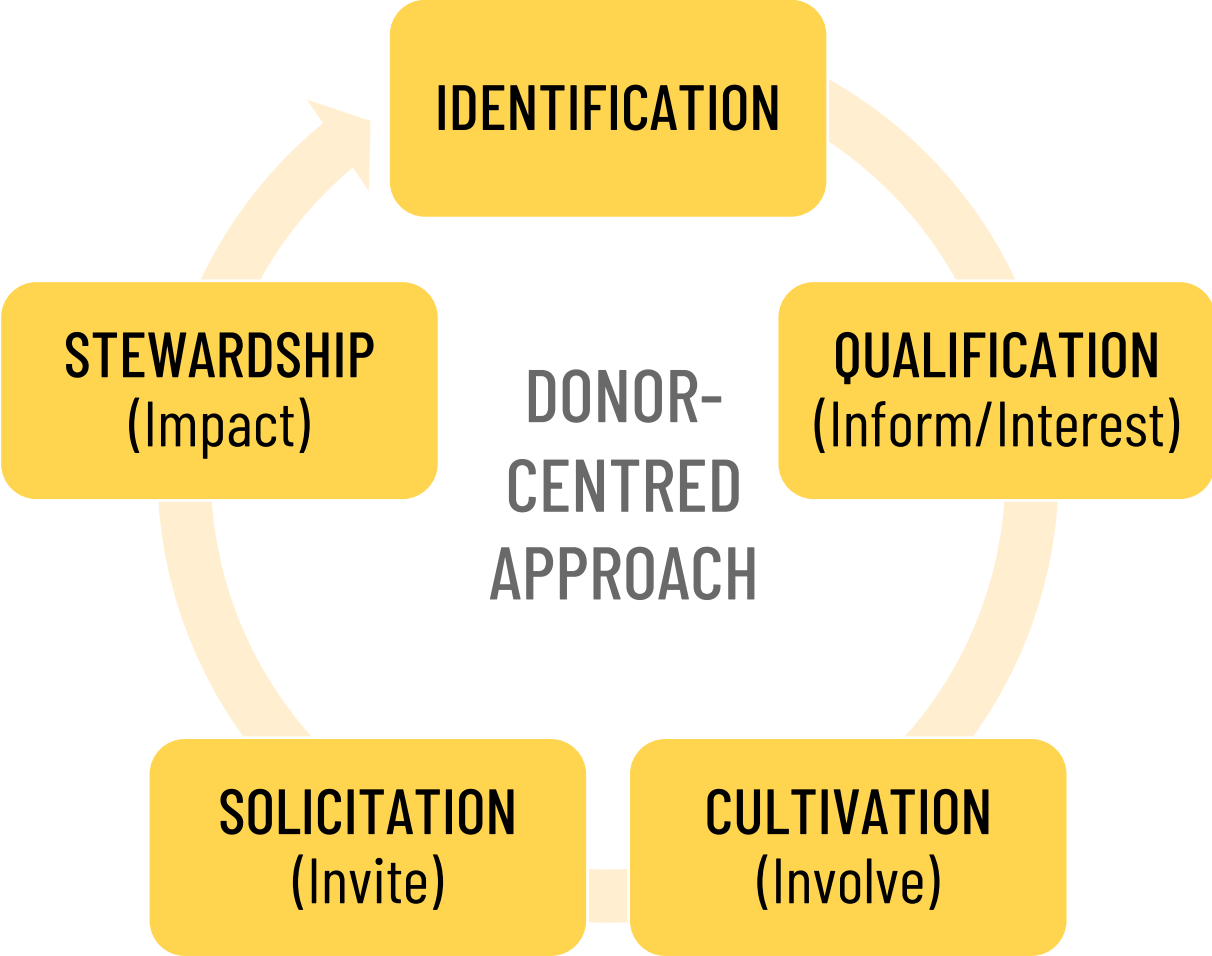 IDENTIFICATION
QUALIFICATION
(Inform/Interest)
CULTIVATION
(Involve)
SOLICITATION
(Invite)
STEWARDSHIP
(Impact)
DONOR-
CENTRED
APPROACH